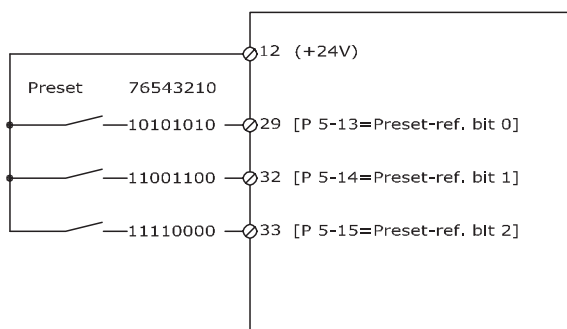 12 (+24V)
Preset 76543210
10101010 29 [P 5-13=Preset-ref. bit 0]
11001100 32 [P 5-14=Preset-ref. bit 1]
11110000 33 [P 5-15=Preset-ref. bit 2]